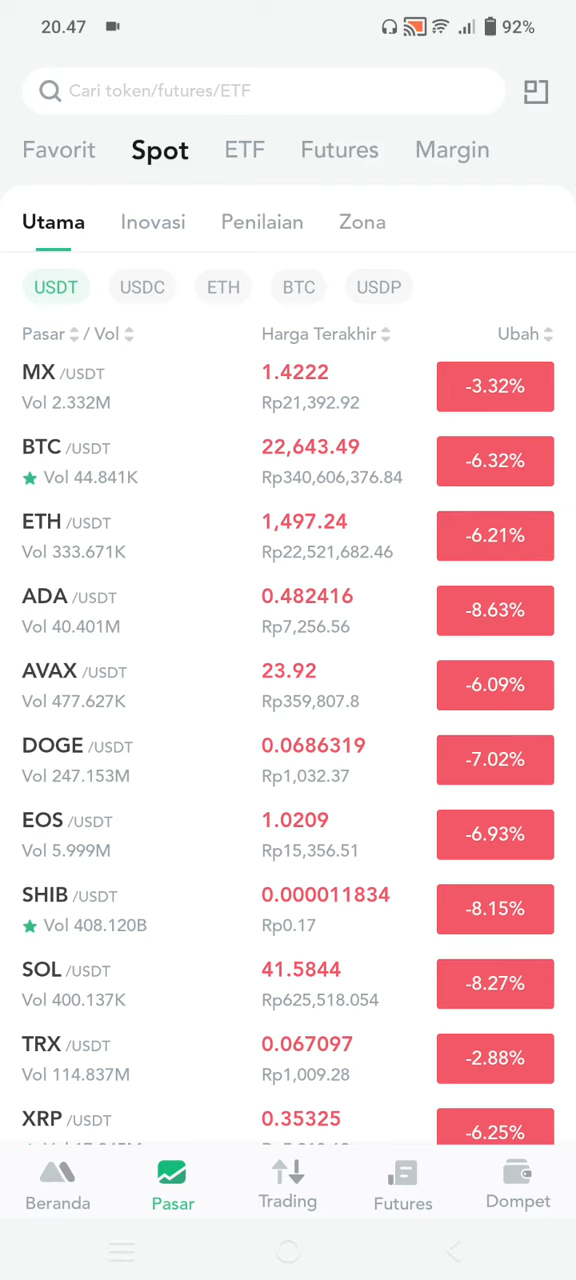 20.47 92%
Cari token/futures/ETF
Favorit Spot ETF Futures Margin
Utama Inovasi Penilaian Zona
USDT USDC ETH BTC USDP
Pasar / Vol Harga Terakhir Ubah
MX /USDT 1.4222 -3.32%
Vol 2.332M Rp21,392.92
BTC /USDT 22,643.49 -6.32%
Vol 44.841K Rp340,606,376.84
ETH /USDT 1,497.24 -6.21%
Vol 333.671K Rp22,521,682.46
ADA /USDT 0.482416 -8.63%
Vol 40.401M Rp7,256.56
AVAX /USDT 23.92 -6.09%
Vol 477.627K Rp359,807.8
DOGE /USDT 0.0686319 -7.02%
Vol 247.153M Rp1,032.37
EOS /USDT 1.0209 -6.93%
Vol 5.999M Rp15,356.51
SHIB /USDT 0.000011834 -8.15%
Vol 408.120B Rp0.17
SOL /USDT 41.5844 -8.27%
Vol 400.137K Rp625,518.054
TRX /USDT 0.067097 -2.88%
Vol 114.837M Rp1,009.28
XRP /USDT 0.35325 -6.25%
Beranda Pasar Trading Futures Dompet